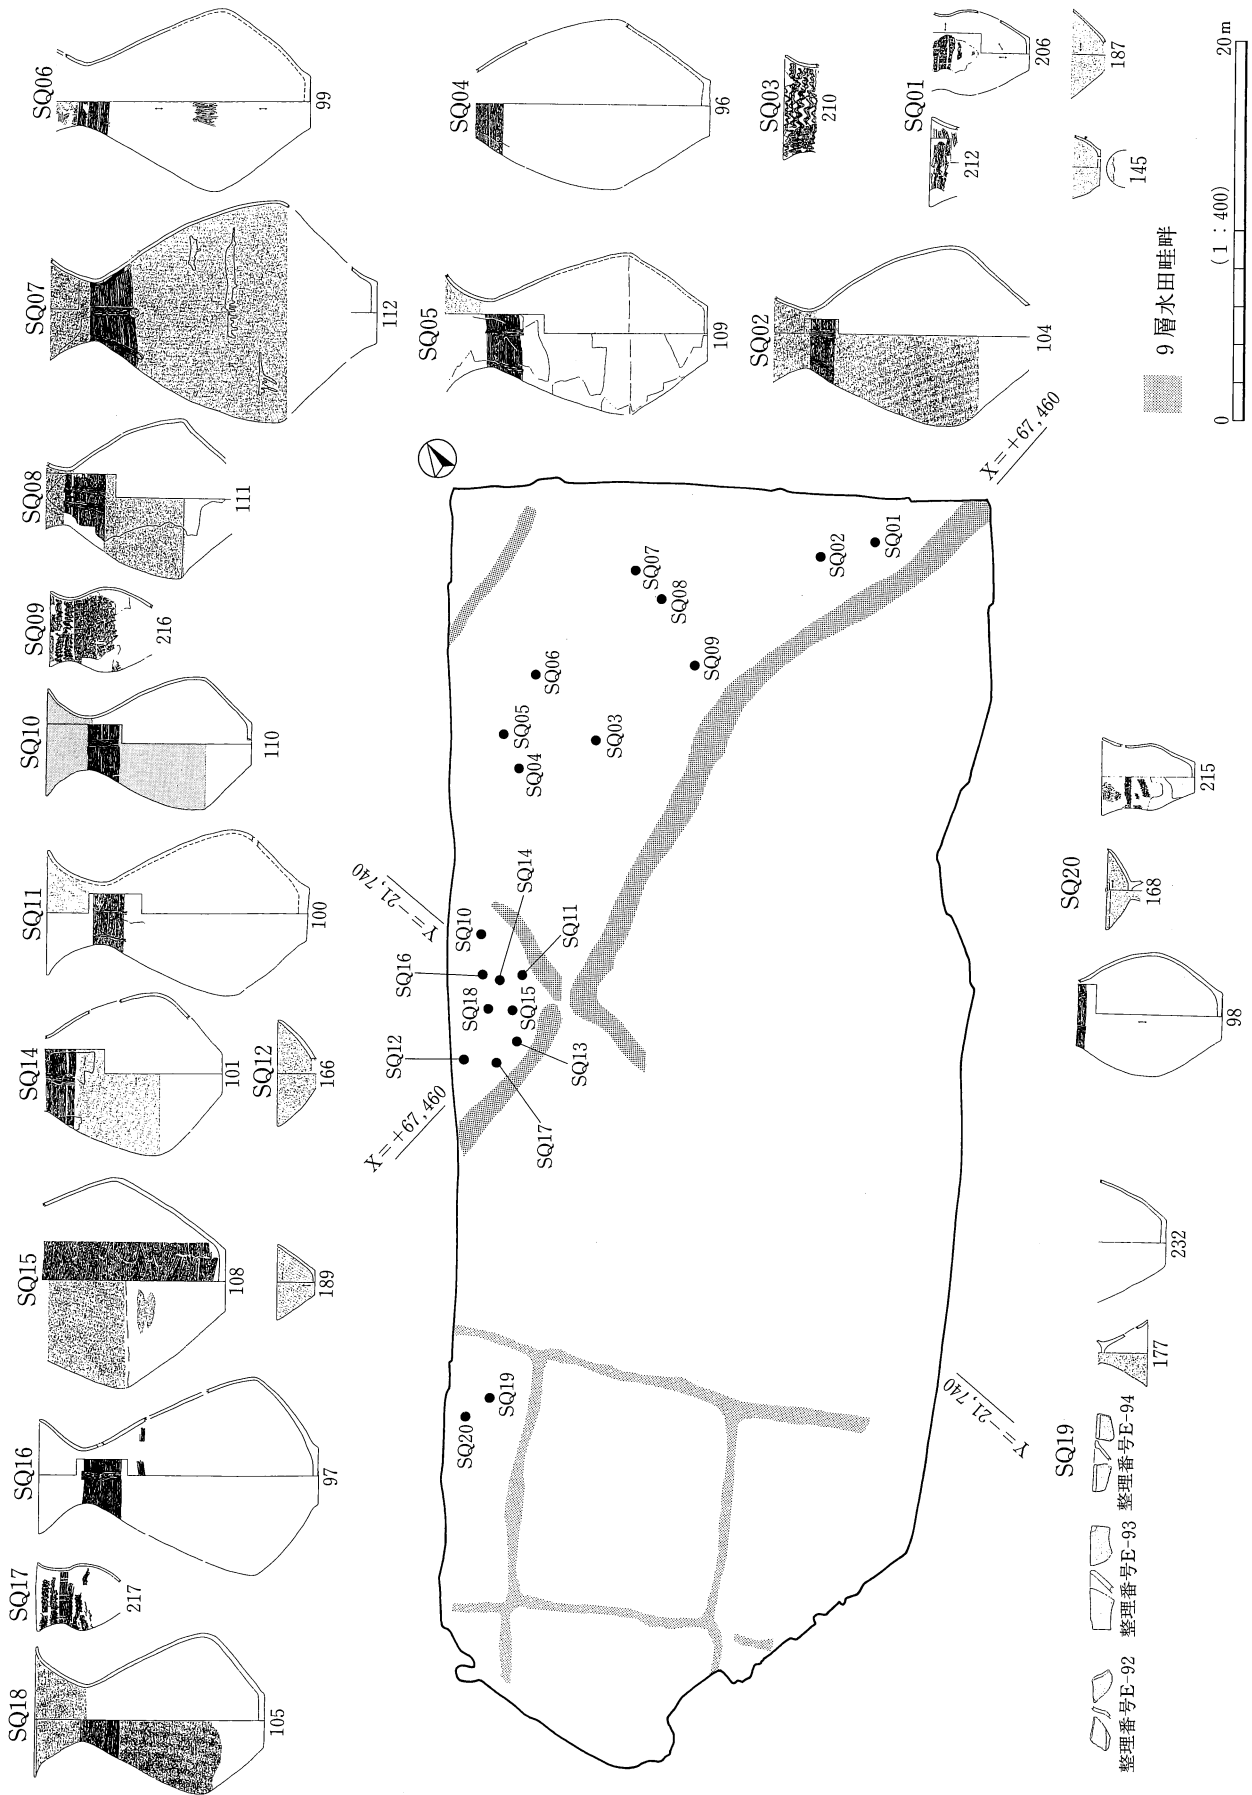 SQ18
105
SQ17
217
SQ16
97
SQ15
108
189
SQ14
101
SQ12
166
SQ11
100
SQ10
110
SQ09
216
SQ08
111
SQ07
112
SQ06
99
SQ05
109
SQ04
96
SQ03
210
SQ02
104
SQ01
212
206
145
187
X=+67,460
Y=-21,740
SQ12
SQ16
SQ10
SQ14
SQ18
SQ15
SQ11
SQ17
SQ13
SQ04
SQ05
SQ06
SQ03
SQ09
SQ08
SQ07
SQ02
SQ01
X=+67,460
SQ20
SQ19
Y=-21,740
SQ19
整理番号E-92
整理番号E-93
整理番号E-94
177
232
SQ20
98
168
215
9層水田畦畔
0
(1:400)
20m